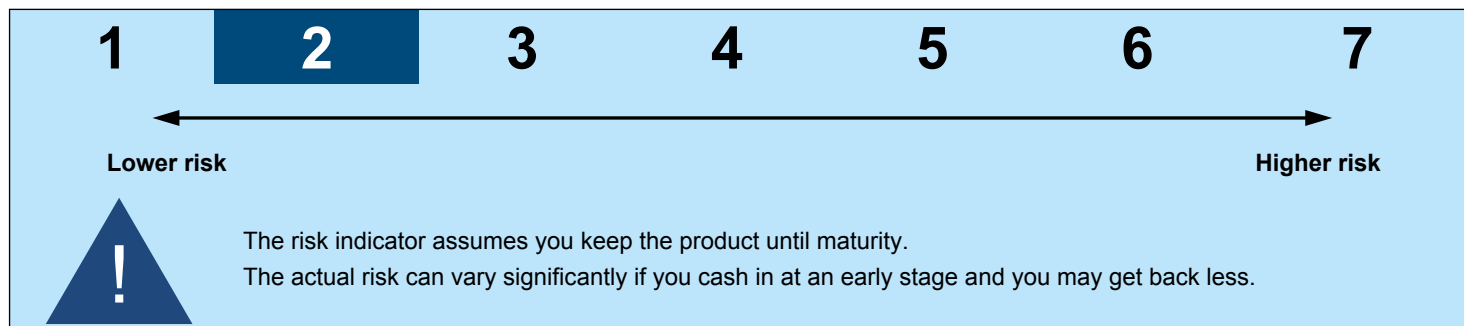 1 2 3 4 5 6 7
Lower risk Higher risk
!
The risk indicator assumes you keep the product until maturity.
The actual risk can vary significantly if you cash in at an early stage and you may get back less.